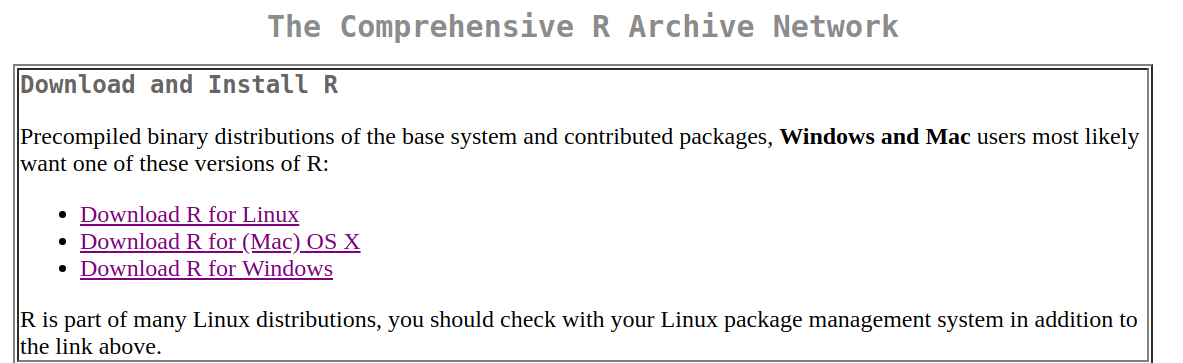 The Comprehensive R Archive Network
Download and Install R
Precompiled binary distributions of the base system and contributed packages, Windows and Mac users most likely
want one of these versions of R:
• Download R for Linux
• Download R for (Mac) OS X
• Download R for Windows
R is part of many Linux distributions, you should check with your Linux package management system in addition to
the link above.